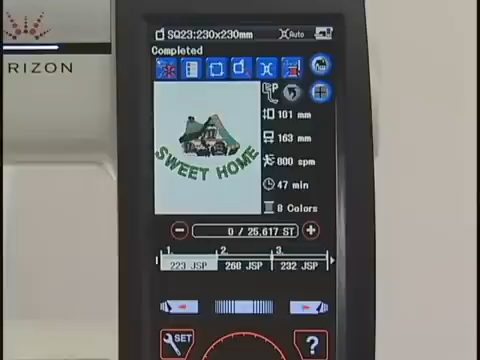 SQ23:230x230mm
Auto
Completed
RIZON
P
101 mm
163 mm
SWEET HOME
800 spm
47 min
8 Colors
0 / 25,617 ST
1. 2. 3.
223 JSP 268 JSP 232 JSP
SET ?